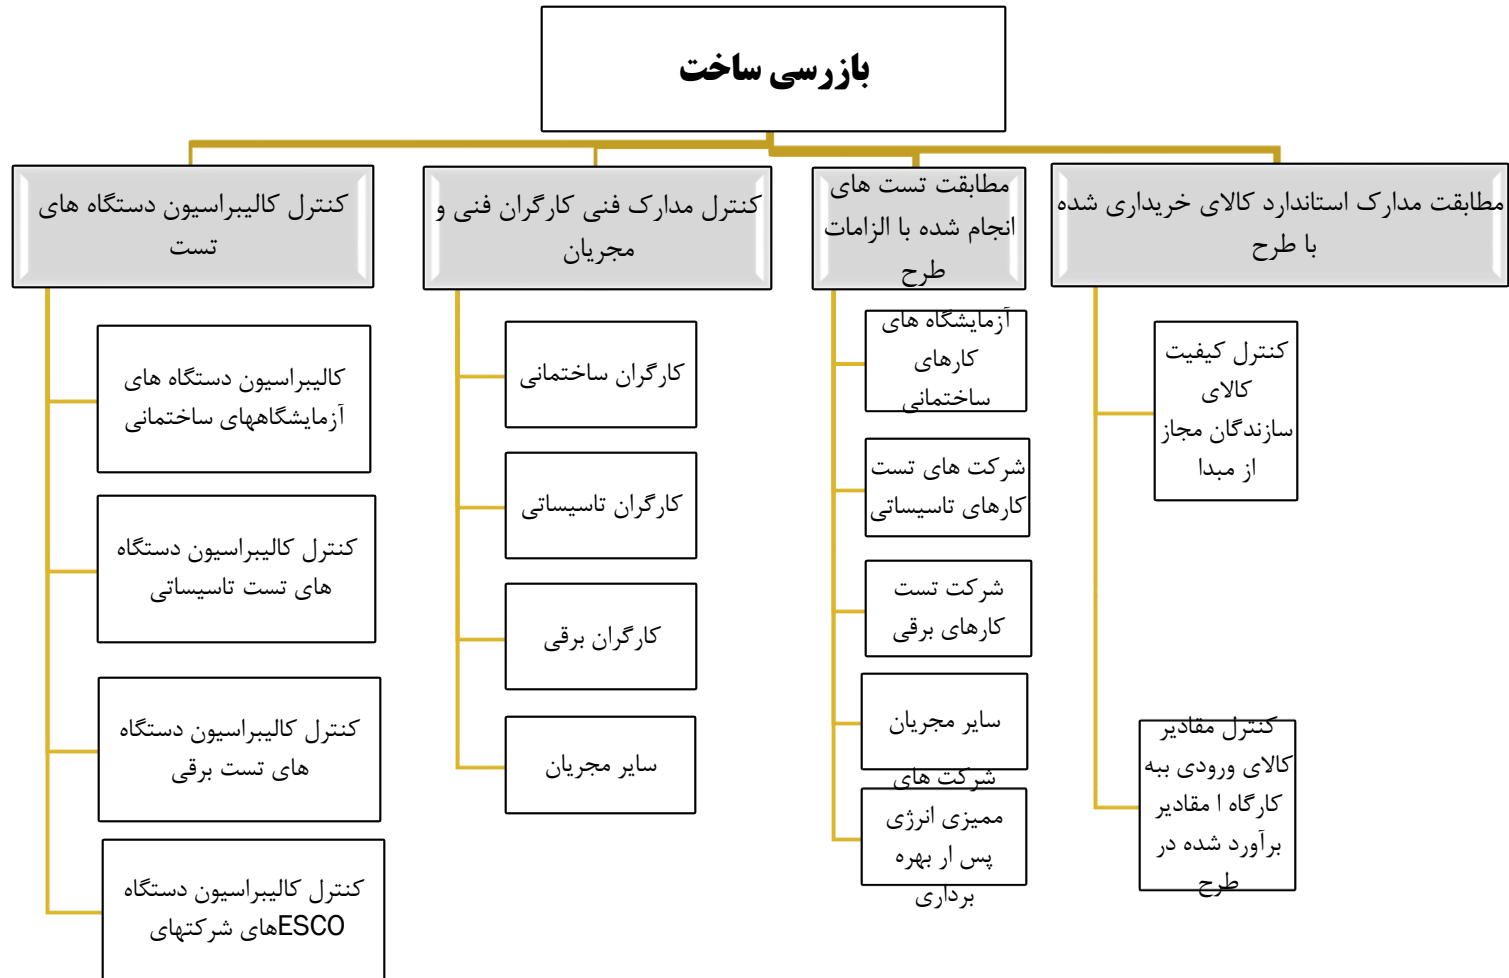 بازرسی ساخت
مطابقت مدارک استاندارد کالای خریداری شده
با طرح
کنترل کیفیت
کالای
سازندگان مجاز
از مبدا
کنترل مقادیر
کالای ورودی ببه
کارگاه ا مقادیر
برآورد شده در
طرح
مطابقت تست های
انجام شده با الزامات
طرح
آزمایشگاه های
کارهای
ساختمانی
شرکت های تست
کارهای تاسیساتی
شرکت تست
کارهای برقی
سایر مجریان
شرکت های
ممیزی انرژی
پس ار بهره
برداری
کنترل مدارک فنی کارگران فنی و
مجریان
کارگران ساختمانی
کارگران تاسیساتی
کارگران برقی
سایر مجریان
کنترل کالیبراسیون دستگاه های
تست
کالیبراسیون دستگاه های
آزمایشگاههای ساختمانی
کنترل کالیبراسیون دستگاه
های تست تاسیساتی
کنترل کالیبراسیون دستگاه
های تست برقی
کنترل کالیبراسیون دستگاه
ESCOهای شرکتهای